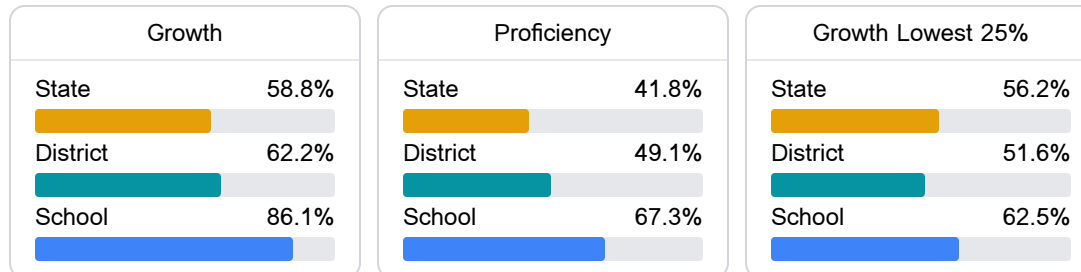 Growth
State 58.8%
District 62.2%
School 86.1%
Proficiency
State 41.8%
District 49.1%
School 67.3%
Growth Lowest 25%
State 56.2%
District 51.6%
School 62.5%